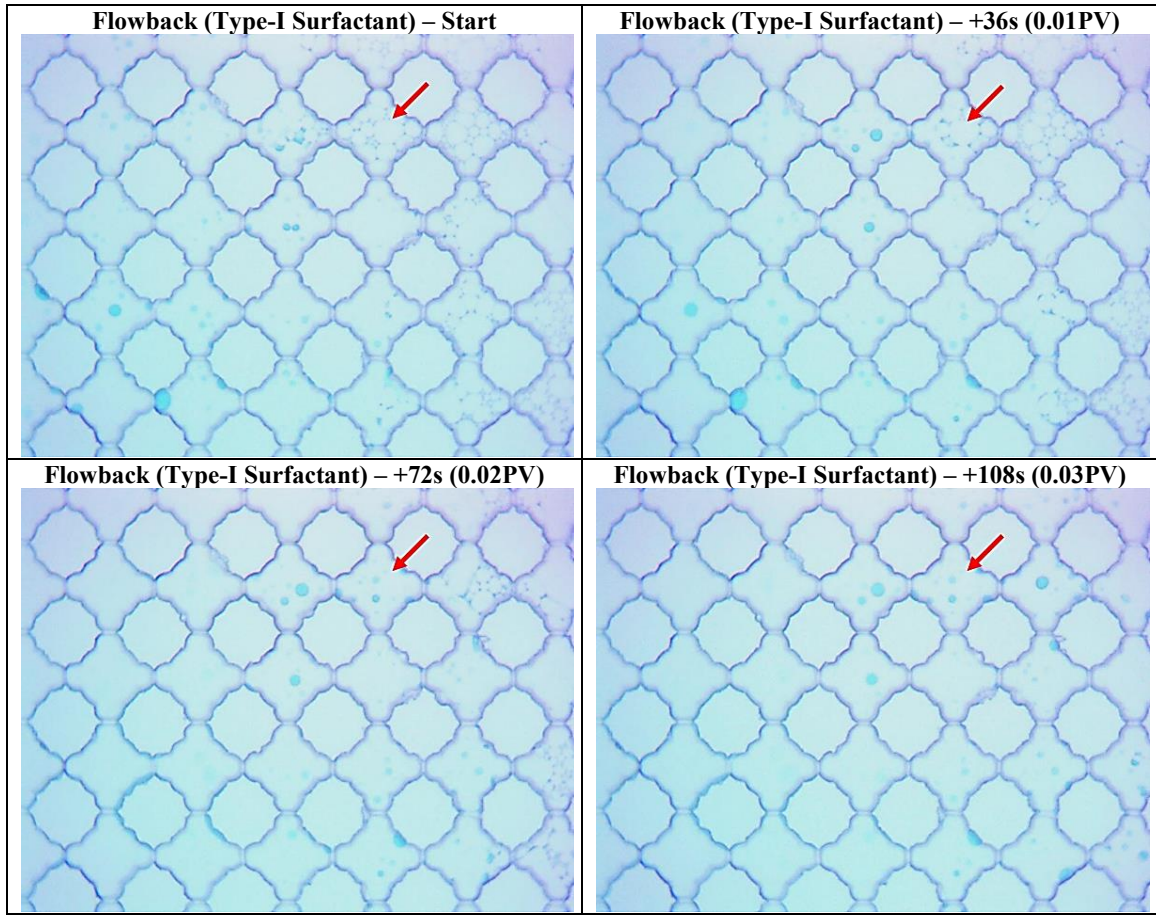 Flowback (Type-I Surfactant) – Start
Flowback (Type-I Surfactant) – +36s (0.01PV)
Flowback (Type-I Surfactant) – +72s (0.02PV)
Flowback (Type-I Surfactant) – +108s (0.03PV)